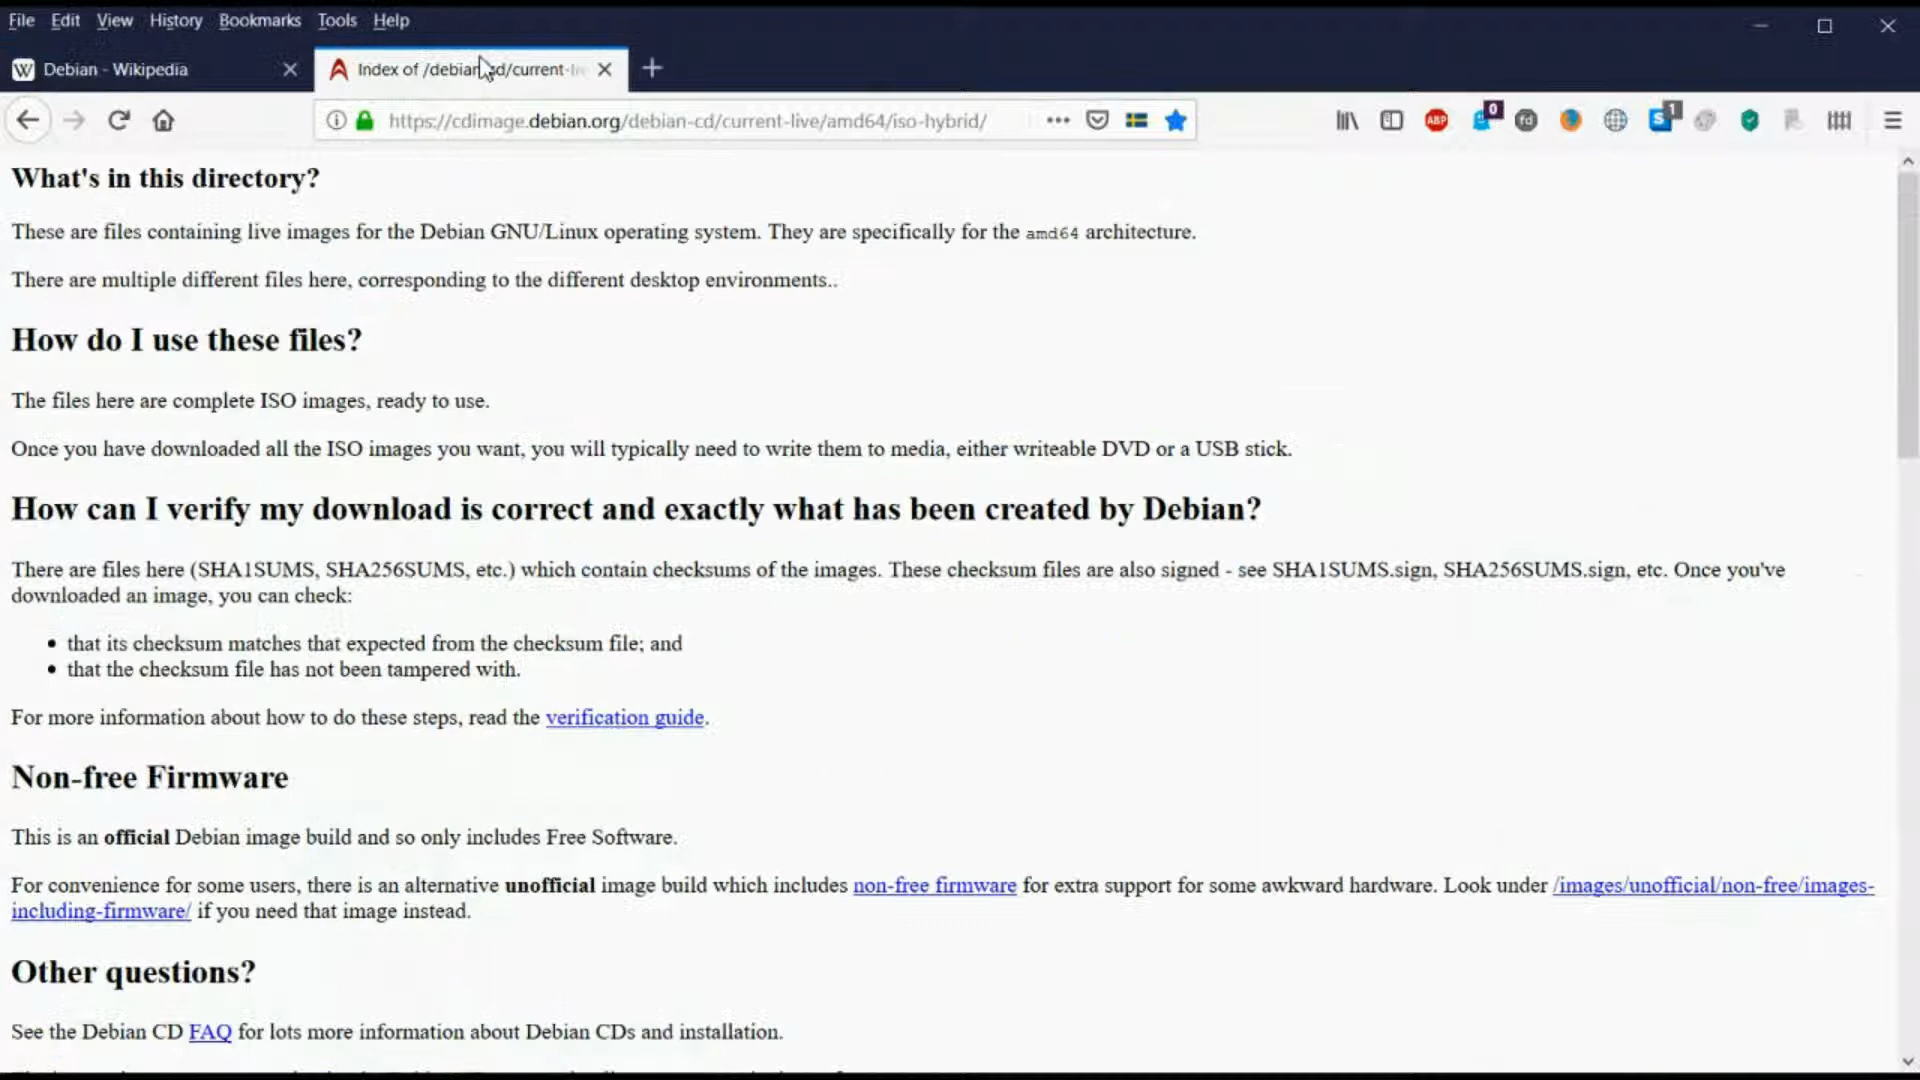 File Edit View History Bookmarks Tools Help
Debian - Wikipedia
Index of /debian-cd/current-li
https://cdimage.debian.org/debian-cd/current-live/amd64/iso-hybrid/
ABP
0
fd
S
1
What's in this directory?
These are files containing live images for the Debian GNU/Linux operating system. They are specifically for the amd64 architecture.
There are multiple different files here, corresponding to the different desktop environments..
How do I use these files?
The files here are complete ISO images, ready to use.
Once you have downloaded all the ISO images you want, you will typically need to write them to media, either writeable DVD or a USB stick.
How can I verify my download is correct and exactly what has been created by Debian?
There are files here (SHA1SUMS, SHA256SUMS, etc.) which contain checksums of the images. These checksum files are also signed - see SHA1SUMS.sign, SHA256SUMS.sign, etc. Once you've
downloaded an image, you can check:
• that its checksum matches that expected from the checksum file; and
• that the checksum file has not been tampered with.
For more information about how to do these steps, read the verification guide.
Non-free Firmware
This is an official Debian image build and so only includes Free Software.
For convenience for some users, there is an alternative unofficial image build which includes non-free firmware for extra support for some awkward hardware. Look under /images/unofficial/non-free/images-
including-firmware/ if you need that image instead.
Other questions?
See the Debian CD FAQ for lots more information about Debian CDs and installation.